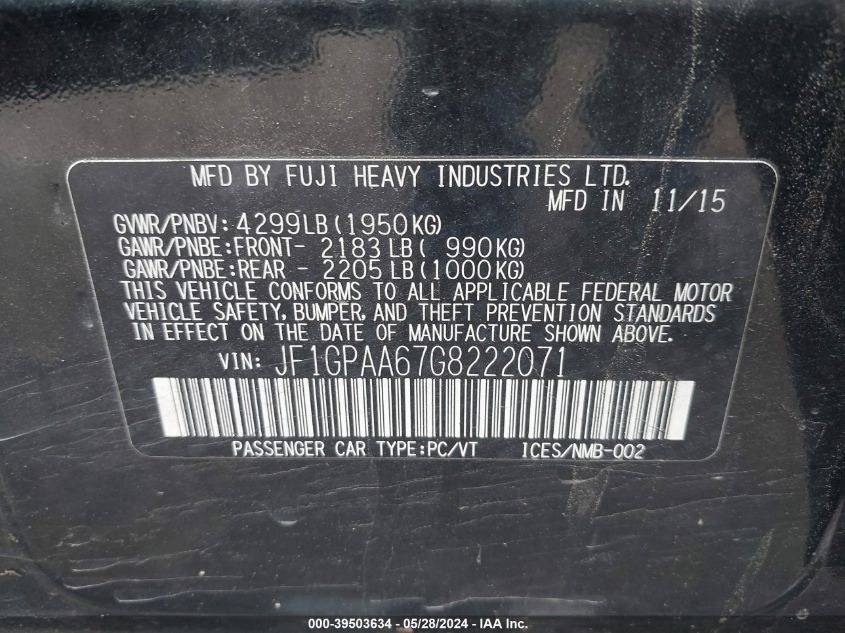 MFD BY FUJI HEAVY INDUSTRIES LTD.
MFD IN 11/15
GVWR/PNBV: 4299LB(1950KG)
GAWR/PNBE:FRONT- 2183LB( 990KG)
GAWR/PNBE:REAR - 2205LB(1000KG)
THIS VEHICLE CONFORMS TO ALL APPLICABLE FEDERAL MOTOR
VEHICLE SAFETY, BUMPER, AND THEFT PREVENTION STANDARDS
IN EFFECT ON THE DATE OF MANUFACTURE SHOWN ABOVE.
VIN: JF1GPAA67G8222071
PASSENGER CAR TYPE:PC/VT ICES/NMB-002
000-39503634 / 05/28/2024 - IAA Inc.